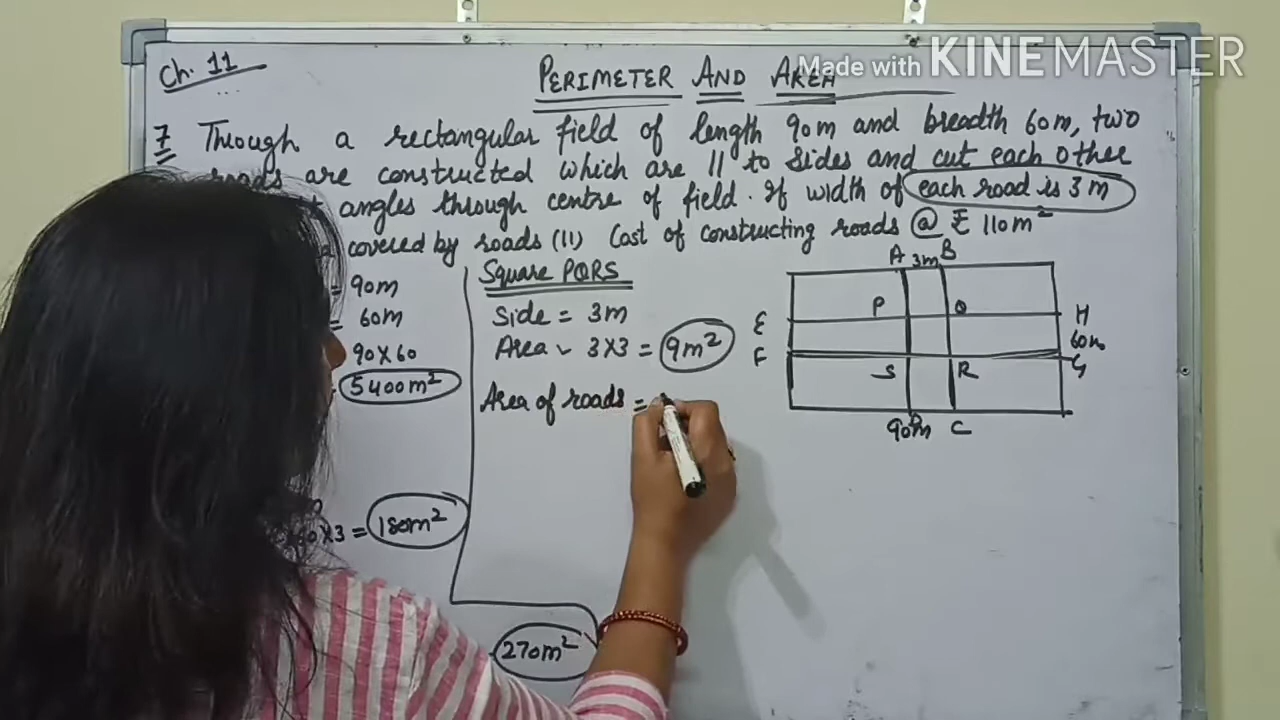 Made with KINEMASTER
Ch. 11
PERIMETER AND AREA
7 Through a rectangular field of length 90m and breadth 60m, two
roads are constructed which are || to sides and cut each other
angles through centre of field. If width of each road is 3 m
covered by roads (11) Cost of constructing roads @ ₹ 110m²
= 90m
= 60m
90×60
= 5400m²
60×3 = 180m²
Square PQRS
Side = 3m
Area ~ 3×3 = 9m²
Area of roads =
270m²
A 3m B
P Q
E H
60m
F G
S R
90m D C